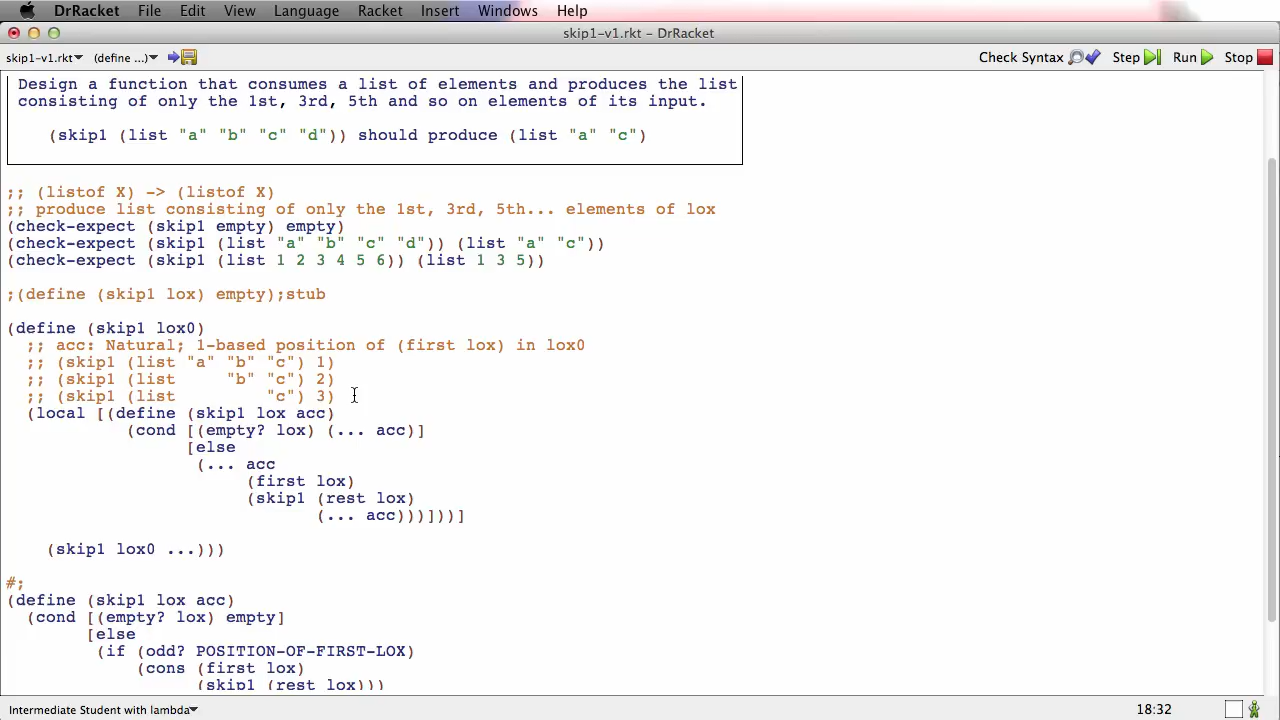 DrRacket File Edit View Language Racket Insert Windows Help
skip1-v1.rkt - DrRacket
skip1-v1.rkt (define ...) Check Syntax Step Run Stop
Design a function that consumes a list of elements and produces the list
consisting of only the 1st, 3rd, 5th and so on elements of its input.
(skip1 (list "a" "b" "c" "d")) should produce (list "a" "c")
;; (listof X) -> (listof X)
;; produce list consisting of only the 1st, 3rd, 5th... elements of lox
(check-expect (skip1 empty) empty)
(check-expect (skip1 (list "a" "b" "c" "d")) (list "a" "c"))
(check-expect (skip1 (list 1 2 3 4 5 6)) (list 1 3 5))
;(define (skip1 lox) empty);stub
(define (skip1 lox0)
;; acc: Natural; 1-based position of (first lox) in lox0
;; (skip1 (list "a" "b" "c") 1)
;; (skip1 (list "b" "c") 2)
;; (skip1 (list "c") 3)
(local [(define (skip1 lox acc)
(cond [(empty? lox) (... acc)]
[else
(... acc
(first lox)
(skip1 (rest lox)
(... acc)))]))]
(skip1 lox0 ...)))
#;
(define (skip1 lox acc)
(cond [(empty? lox) empty]
[else
(if (odd? POSITION-OF-FIRST-LOX)
(cons (first lox)
(skip1 (rest lox)))
Intermediate Student with lambda 18:32